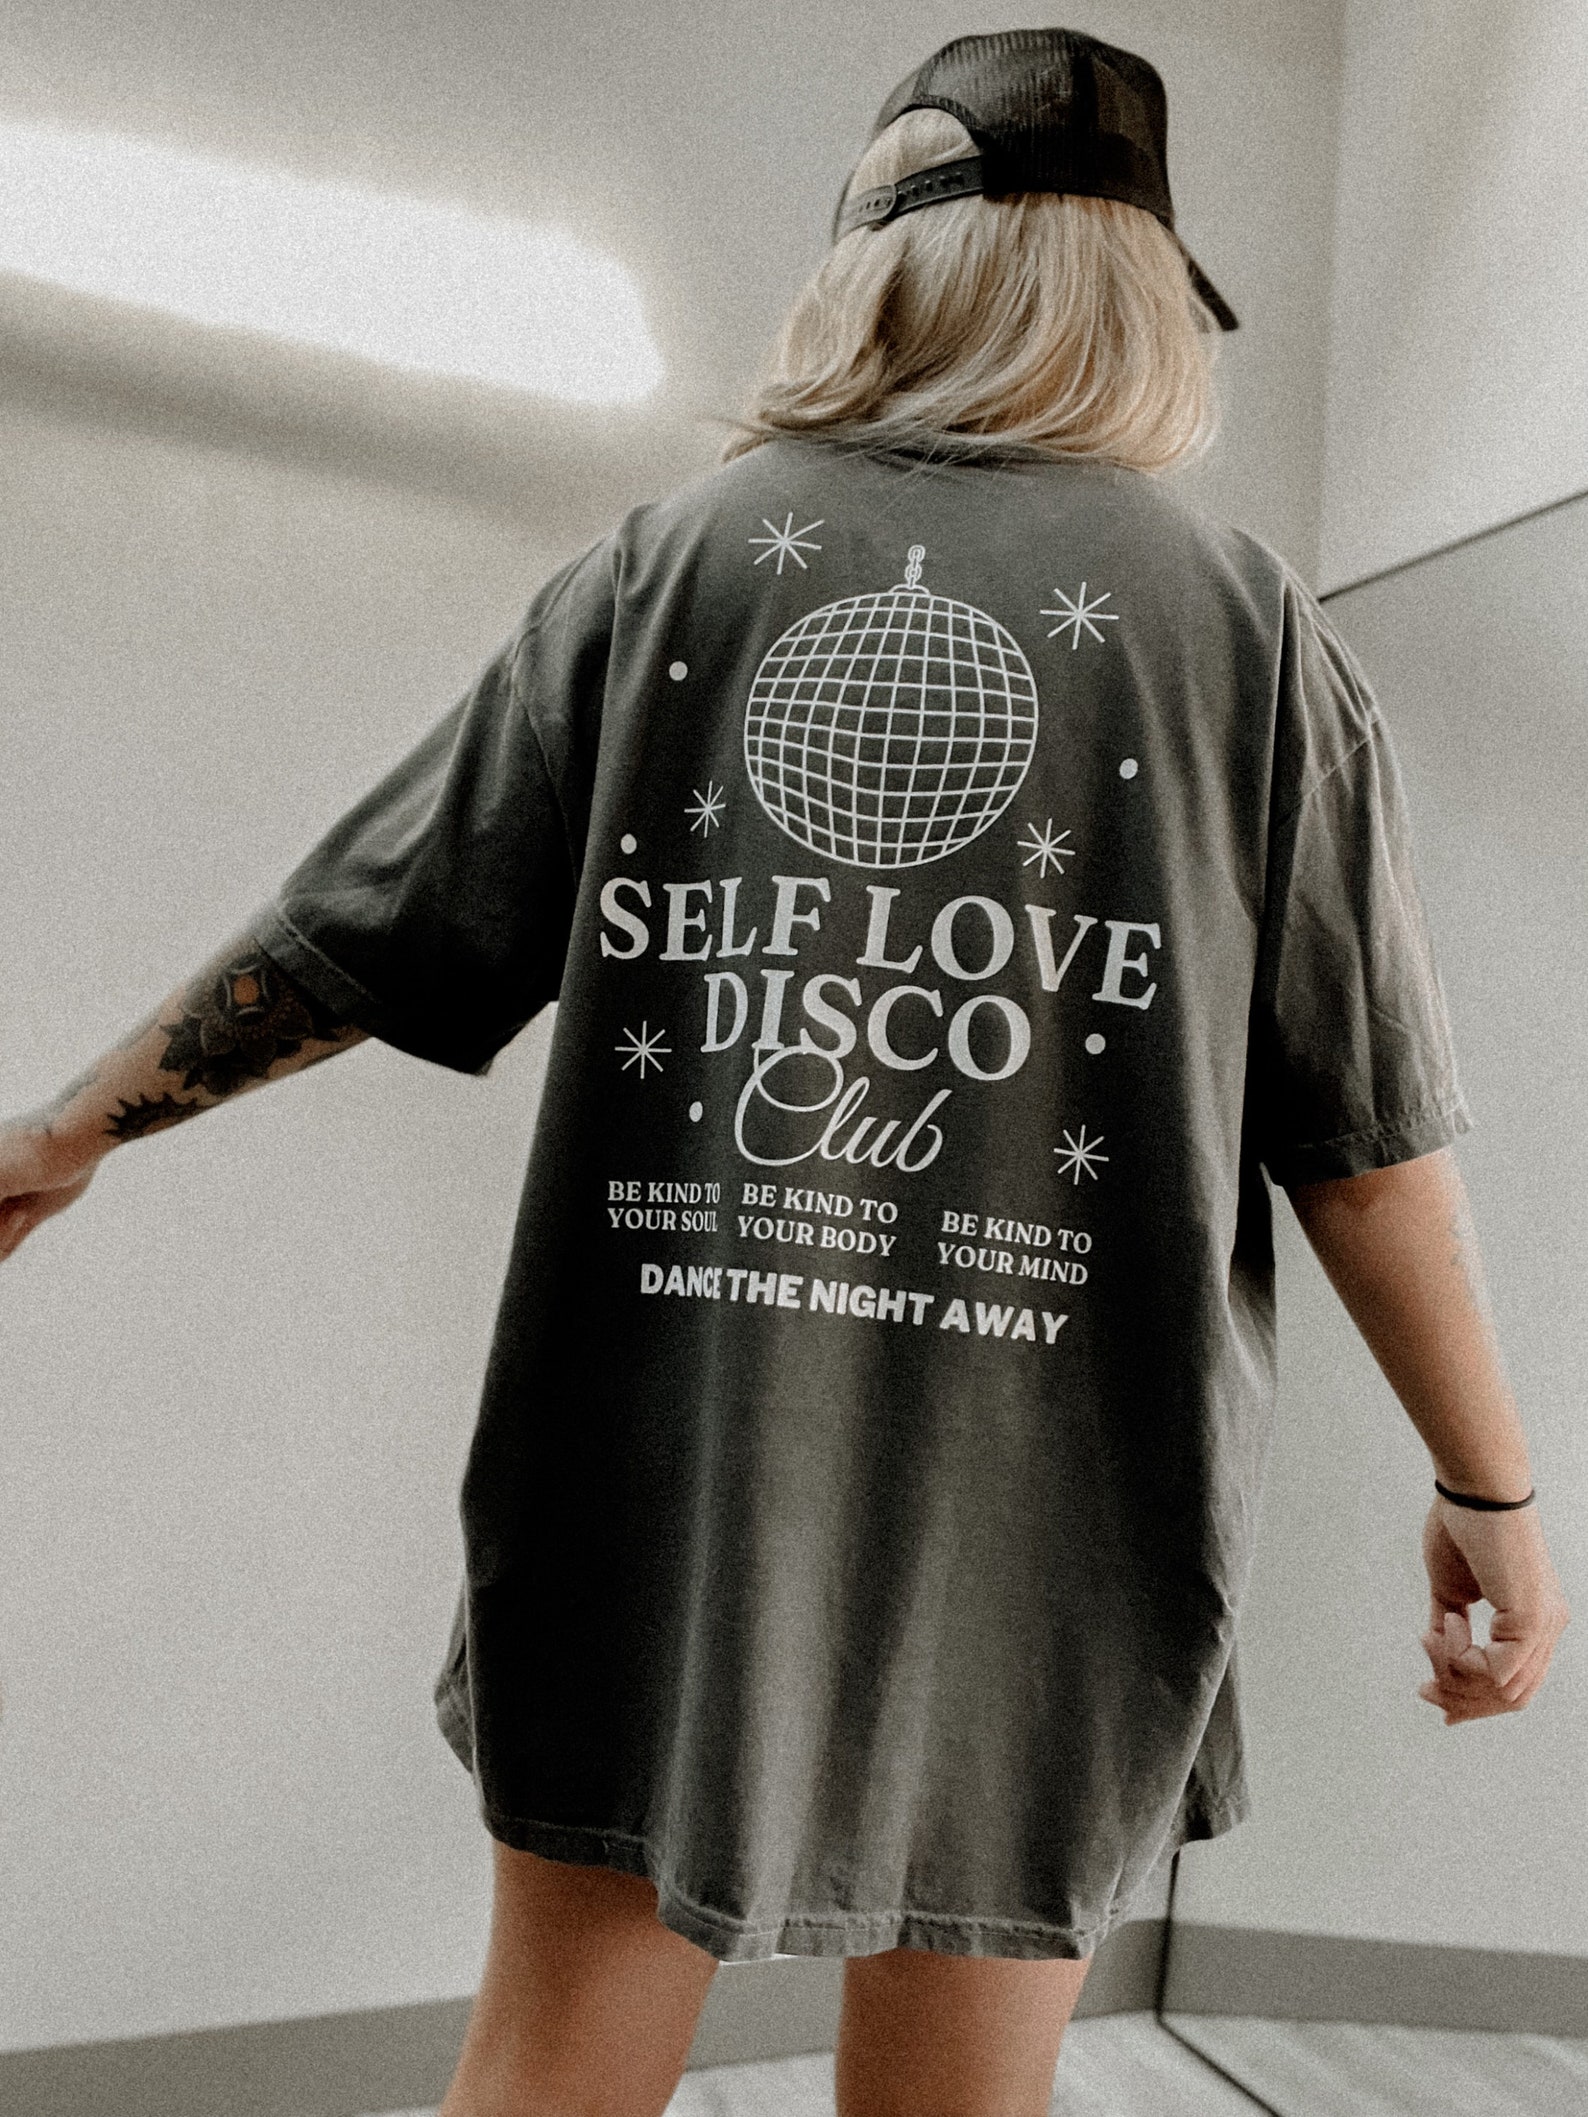 SELF LOVE
DISCO
Club
BE KIND TO
YOUR SOUL
BE KIND TO
YOUR BODY
BE KIND TO
YOUR MIND
DANCE THE NIGHT AWAY